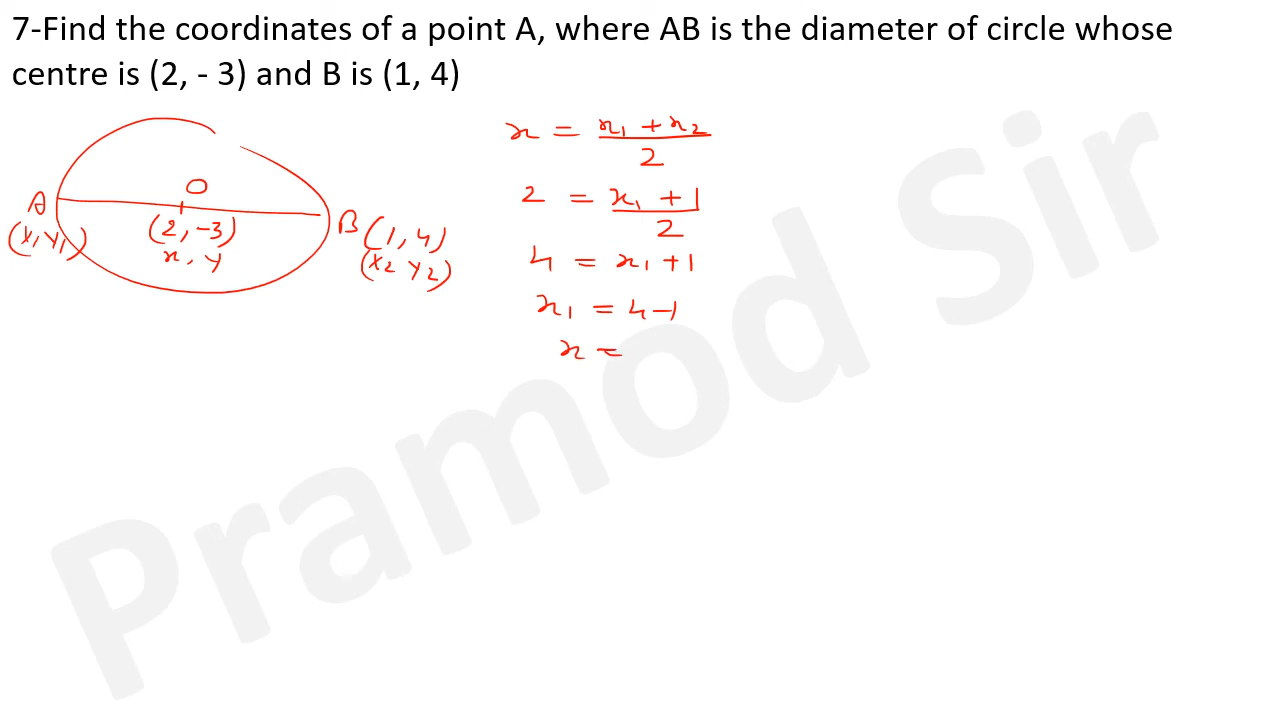 7-Find the coordinates of a point A, where AB is the diameter of circle whose
centre is (2, - 3) and B is (1, 4)
x = x₁ + x₂ / 2
2 = x₁ + 1 / 2
4 = x₁ + 1
x₁ = 4 - 1
x =
O
A
(x₁ y₁)
(2, -3)
x, y
B (1, 4)
(x₂ y₂)
Pramod Sir